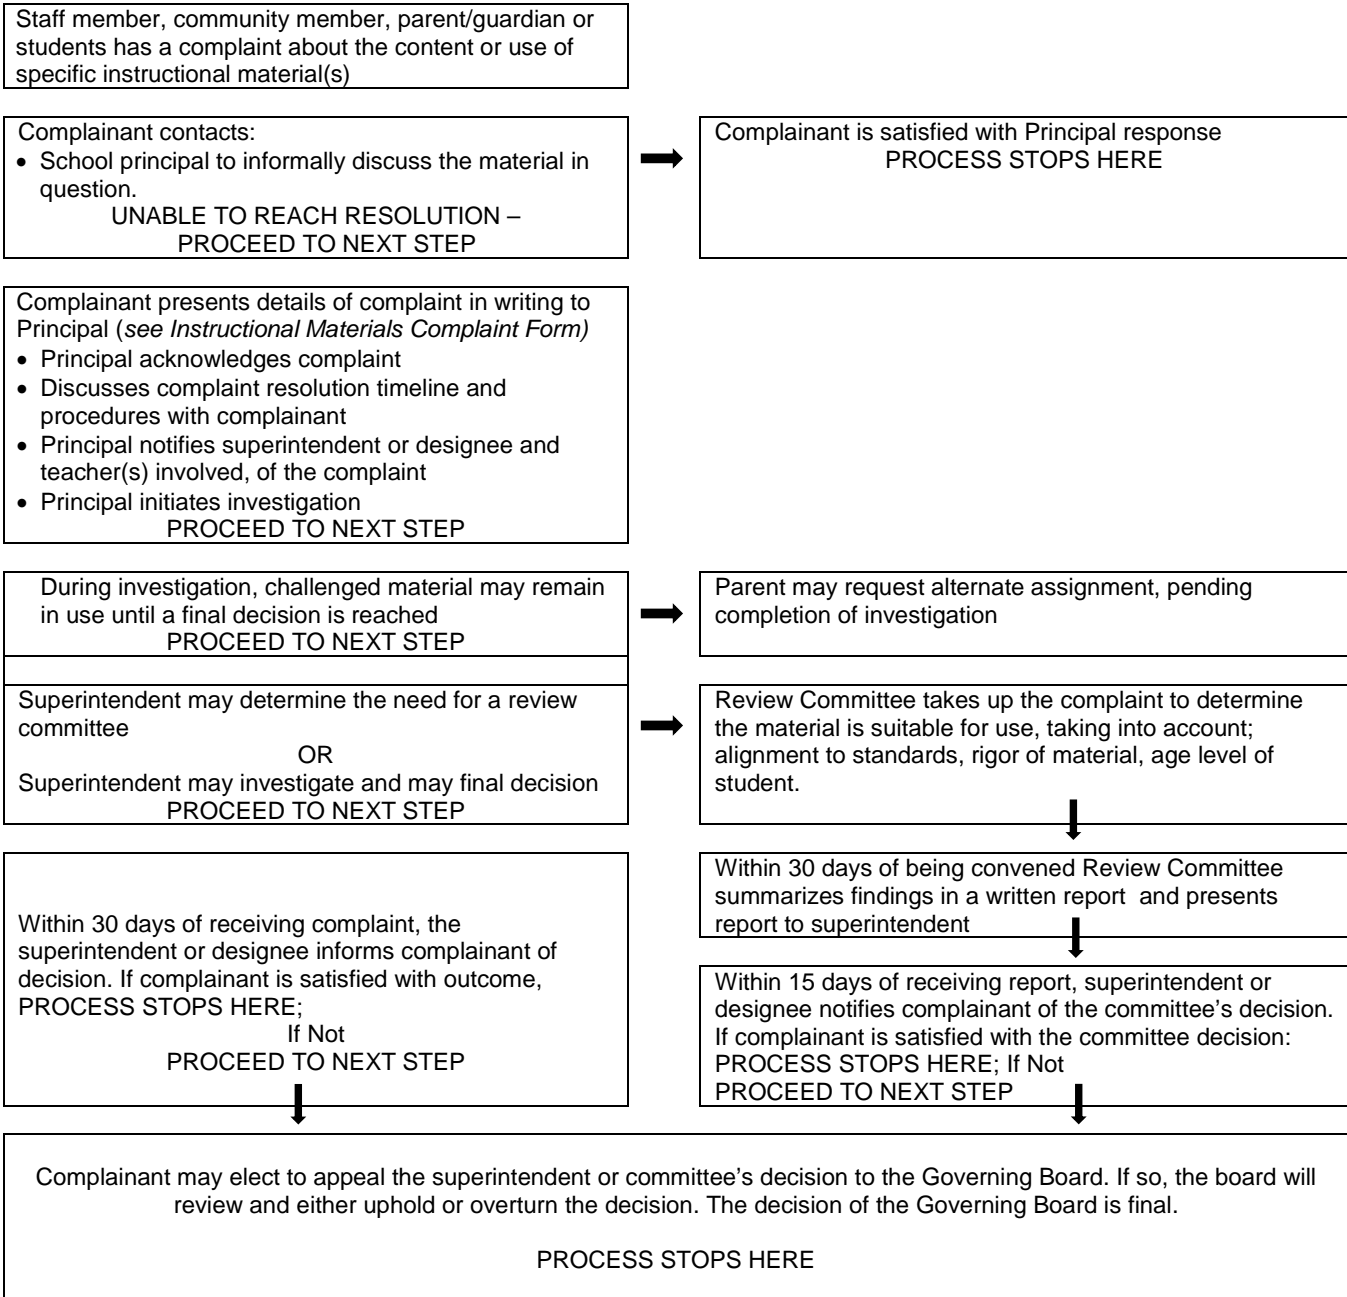 Staff member, community member, parent/guardian or
students has a complaint about the content or use of
specific instructional material(s)
Complainant contacts:
• School principal to informally discuss the material in
question.
UNABLE TO REACH RESOLUTION –
PROCEED TO NEXT STEP
Complainant is satisfied with Principal response
PROCESS STOPS HERE
Complainant presents details of complaint in writing to
Principal (see Instructional Materials Complaint Form)
• Principal acknowledges complaint
• Discusses complaint resolution timeline and
procedures with complainant
• Principal notifies superintendent or designee and
teacher(s) involved, of the complaint
• Principal initiates investigation
PROCEED TO NEXT STEP
During investigation, challenged material may remain
in use until a final decision is reached
PROCEED TO NEXT STEP
Parent may request alternate assignment, pending
completion of investigation
Superintendent may determine the need for a review
committee
OR
Superintendent may investigate and may final decision
PROCEED TO NEXT STEP
Review Committee takes up the complaint to determine
the material is suitable for use, taking into account;
alignment to standards, rigor of material, age level of
student.
Within 30 days of being convened Review Committee
summarizes findings in a written report and presents
report to superintendent
Within 30 days of receiving complaint, the
superintendent or designee informs complainant of
decision. If complainant is satisfied with outcome,
PROCESS STOPS HERE;
If Not
PROCEED TO NEXT STEP
Within 15 days of receiving report, superintendent or
designee notifies complainant of the committee’s decision.
If complainant is satisfied with the committee decision:
PROCESS STOPS HERE; If Not
PROCEED TO NEXT STEP
Complainant may elect to appeal the superintendent or committee’s decision to the Governing Board. If so, the board will
review and either uphold or overturn the decision. The decision of the Governing Board is final.
PROCESS STOPS HERE